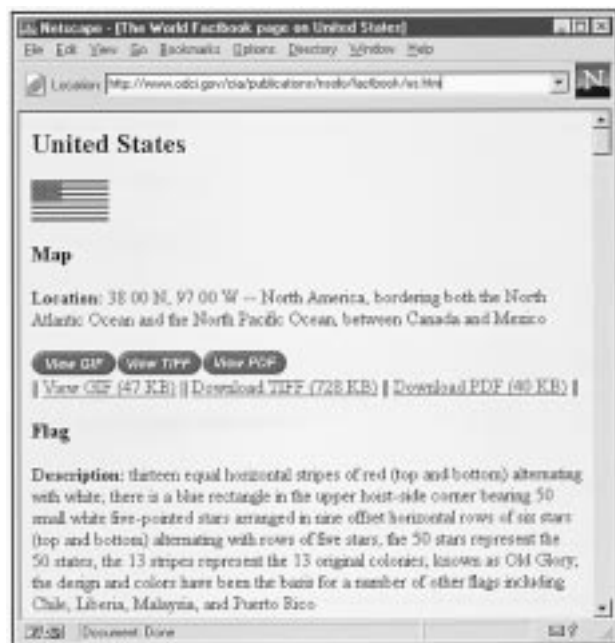 Netscape - [The World Factbook page on United States]
File Edit View Go Bookmarks Options Directory Window Help
Location: http://www.odci.gov/cia/publications/nsolo/factbook/us.htm
N
United States
Map
Location: 38 00 N, 97 00 W -- North America, bordering both the North
Atlantic Ocean and the North Pacific Ocean, between Canada and Mexico
View GIF View TIFF View PDF
|| View GIF (47 KB) || Download TIFF (728 KB) || Download PDF (40 KB) ||
Flag
Description: thirteen equal horizontal stripes of red (top and bottom) alternating
with white, there is a blue rectangle in the upper hoist-side corner bearing 50
small white five-pointed stars arranged in nine offset horizontal rows of six stars
(top and bottom) alternating with rows of five stars, the 50 stars represent the
50 states, the 13 stripes represent the 13 original colonies, known as Old Glory;
the design and colors have been the basis for a number of other flags including
Chile, Liberia, Malaysia, and Puerto Rico
Document: Done